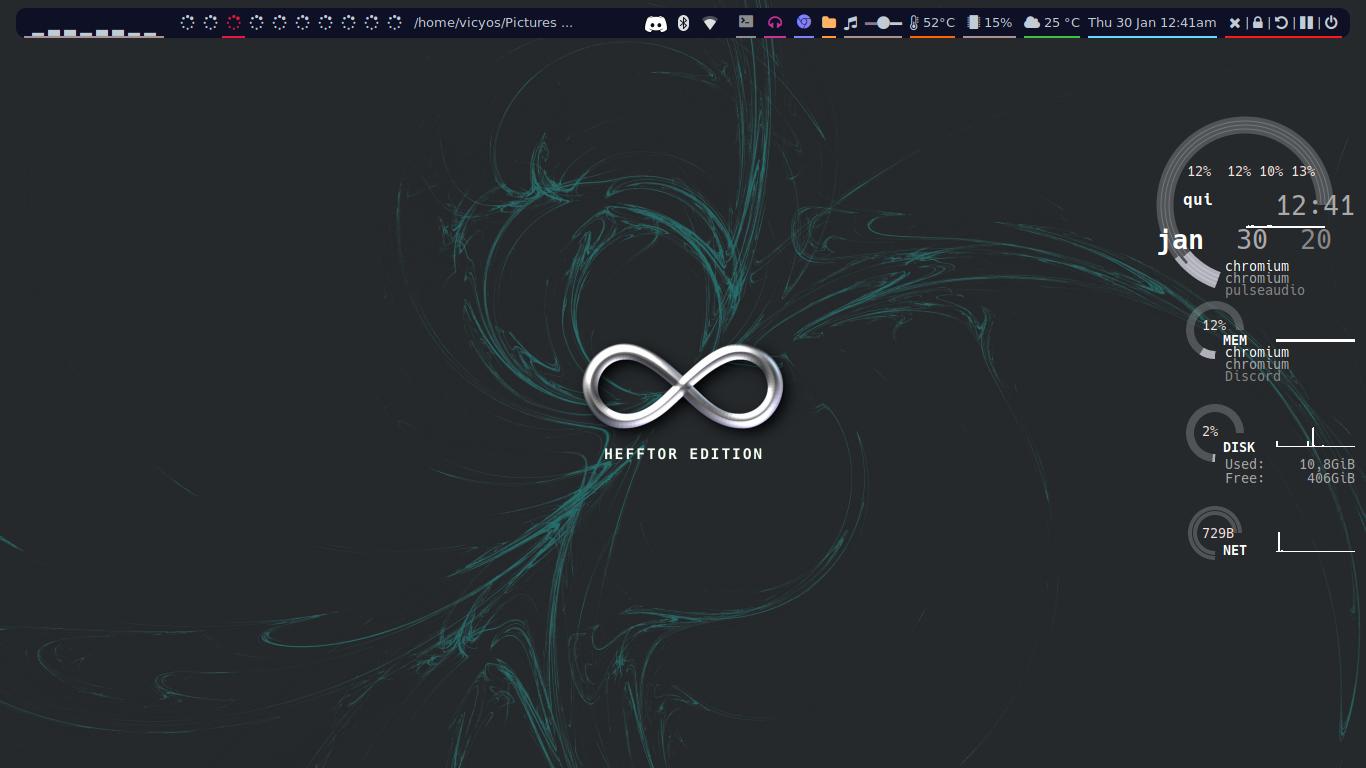 /home/vicyos/Pictures ... 52°C 15% 25 °C Thu 30 Jan 12:41am
12% 12% 10% 13%
qui 12:41
jan 30 20
chromium
chromium
pulseaudio
12%
MEM
chromium
chromium
Discord
2%
DISK
Used: 10,8GiB
Free: 406GiB
729B
NET
HEFFTOR EDITION